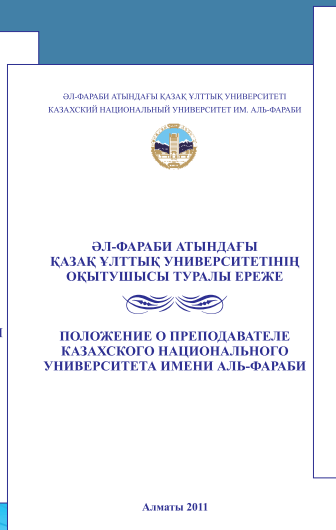 ӘЛ-ФАРАБИ АТЫНДАҒЫ ҚАЗАҚ ҰЛТТЫҚ УНИВЕРСИТЕТІ
КАЗАХСКИЙ НАЦИОНАЛЬНЫЙ УНИВЕРСИТЕТ ИМ. АЛЬ-ФАРАБИ
ӘЛ-ФАРАБИ АТЫНДАҒЫ
ҚАЗАҚ ҰЛТТЫҚ УНИВЕРСИТЕТІНІҢ
ОҚЫТУШЫСЫ ТУРАЛЫ ЕРЕЖЕ
ПОЛОЖЕНИЕ О ПРЕПОДАВАТЕЛЕ
КАЗАХСКОГО НАЦИОНАЛЬНОГО
УНИВЕРСИТЕТА ИМЕНИ АЛЬ-ФАРАБИ
Алматы 2011